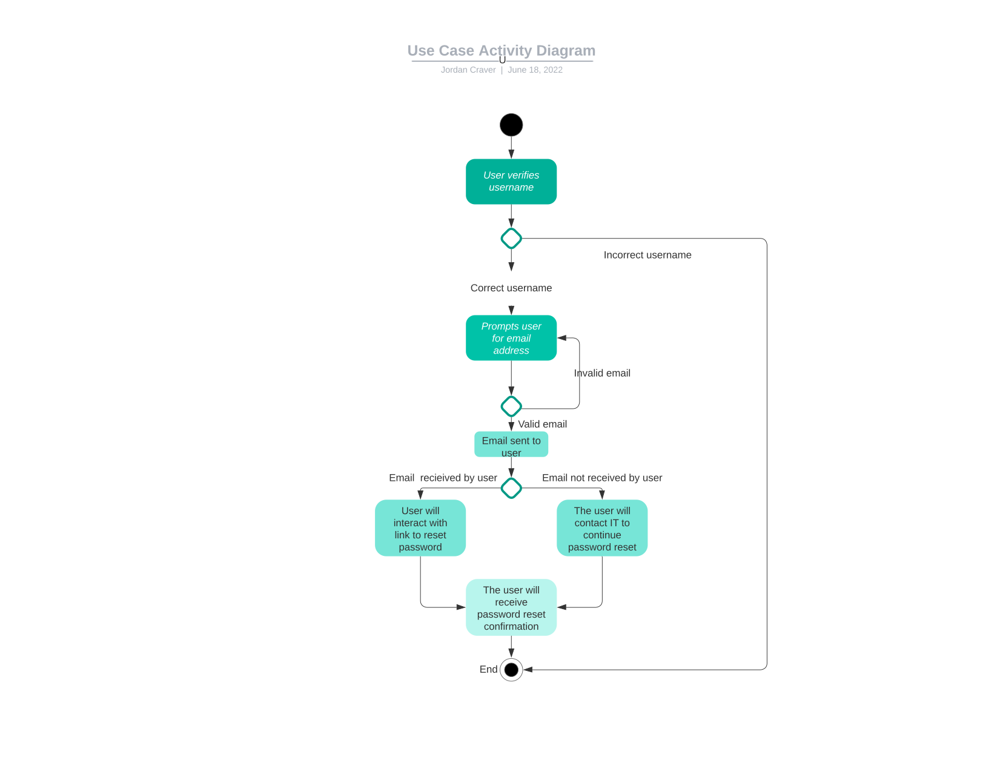 Use Case Activity Diagram
U
Jordan Craver | June 18, 2022
User verifies
username
Incorrect username
Correct username
Prompts user
for email
address
Invalid email
Valid email
Email sent to
user
Email  recieived by user
Email not received by user
User will
interact with
link to reset
password
The user will
contact IT to
continue
password reset
The user will
receive
password reset
confirmation
End